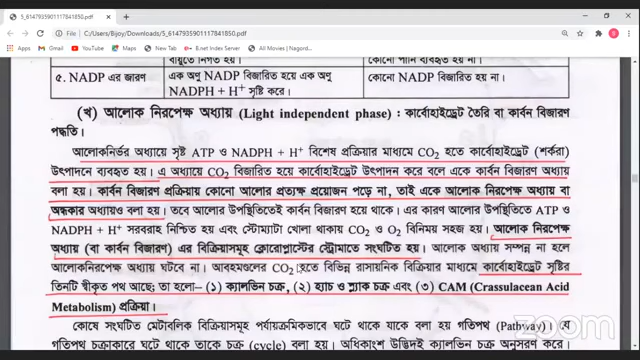 5_6147935901117841850.pdf
File | C:/Users/Bijoy/Downloads/5_6147935901117841850.pdf
Gmail YouTube Maps New Tab B.net Index Server All Movies | Nagord...
বায়ুতে নির্গত হয়। কোনো পানি ব্যবহৃত হয় না।
৫. NADP এর জারণ এক অণু NADP বিজারিত হয়ে এক অণু কোনো NADP বিজারিত হয় না।
NADPH + H⁺ সৃষ্টি করে।
(খ) আলোক নিরপেক্ষ অধ্যায় (Light independent phase) : কার্বোহাইড্রেট তৈরি বা কার্বন বিজারণ
পদ্ধতি।
আলোকনির্ভর অধ্যায়ে সৃষ্ট ATP ও NADPH + H⁺ বিশেষ প্রক্রিয়ার মাধ্যমে CO₂ হতে কার্বোহাইড্রেট (শর্করা)
উৎপাদনে ব্যবহৃত হয়। এ অধ্যায়ে CO₂ বিজারিত হয়ে কার্বোহাইড্রেট উৎপাদন করে বলে একে কার্বন বিজারণ অধ্যায়
বলা হয়। কার্বন বিজারণ প্রক্রিয়ায় কোনো আলোর প্রত্যক্ষ প্রয়োজন পড়ে না, তাই একে আলোক নিরপেক্ষ অধ্যায় বা
অন্ধকার অধ্যায়ও বলা হয়। তবে আলোর উপস্থিতিতেই কার্বন বিজারণ হয়ে থাকে। এর কারণ আলোর উপস্থিতিতে ATP ও
NADPH + H⁺ সরবরাহ নিশ্চিত হয় এবং স্টোম্যাটা খোলা থাকায় CO₂ ও O₂ বিনিময় সহজ হয়। আলোক নিরপেক্ষ
অধ্যায় (বা কার্বন বিজারণ) এর বিক্রিয়াসমূহ ক্লোরোপ্লাস্টের স্ট্রোমাতে সংঘটিত হয়। আলোক অধ্যায় সম্পন্ন না হলে
আলোকনিরপেক্ষ অধ্যায় ঘটবে না। আবহমণ্ডলের CO₂ হতে বিভিন্ন রাসায়নিক বিক্রিয়ার মাধ্যমে কার্বোহাইড্রেট সৃষ্টির
তিনটি স্বীকৃত পথ আছে; তা হলো- (১) ক্যালভিন চক্র, (২) হ্যাচ ও স্ল্যাক চক্র এবং (৩) CAM (Crassulacean Acid
Metabolism) প্রক্রিয়া।
কোষে সংঘটিত মেটাবলিক বিক্রিয়াসমূহ পর্যায়ক্রমিকভাবে ঘটে থাকে যাকে বলা হয় গতিপথ (Pathway)। যে
গতিপথ চক্রাকারে ঘটে থাকে তাকে চক্র (cycle) বলা হয়। অধিকাংশ উদ্ভিদই ক্যালভিন চক্র অনুসরণ করে।
zoom